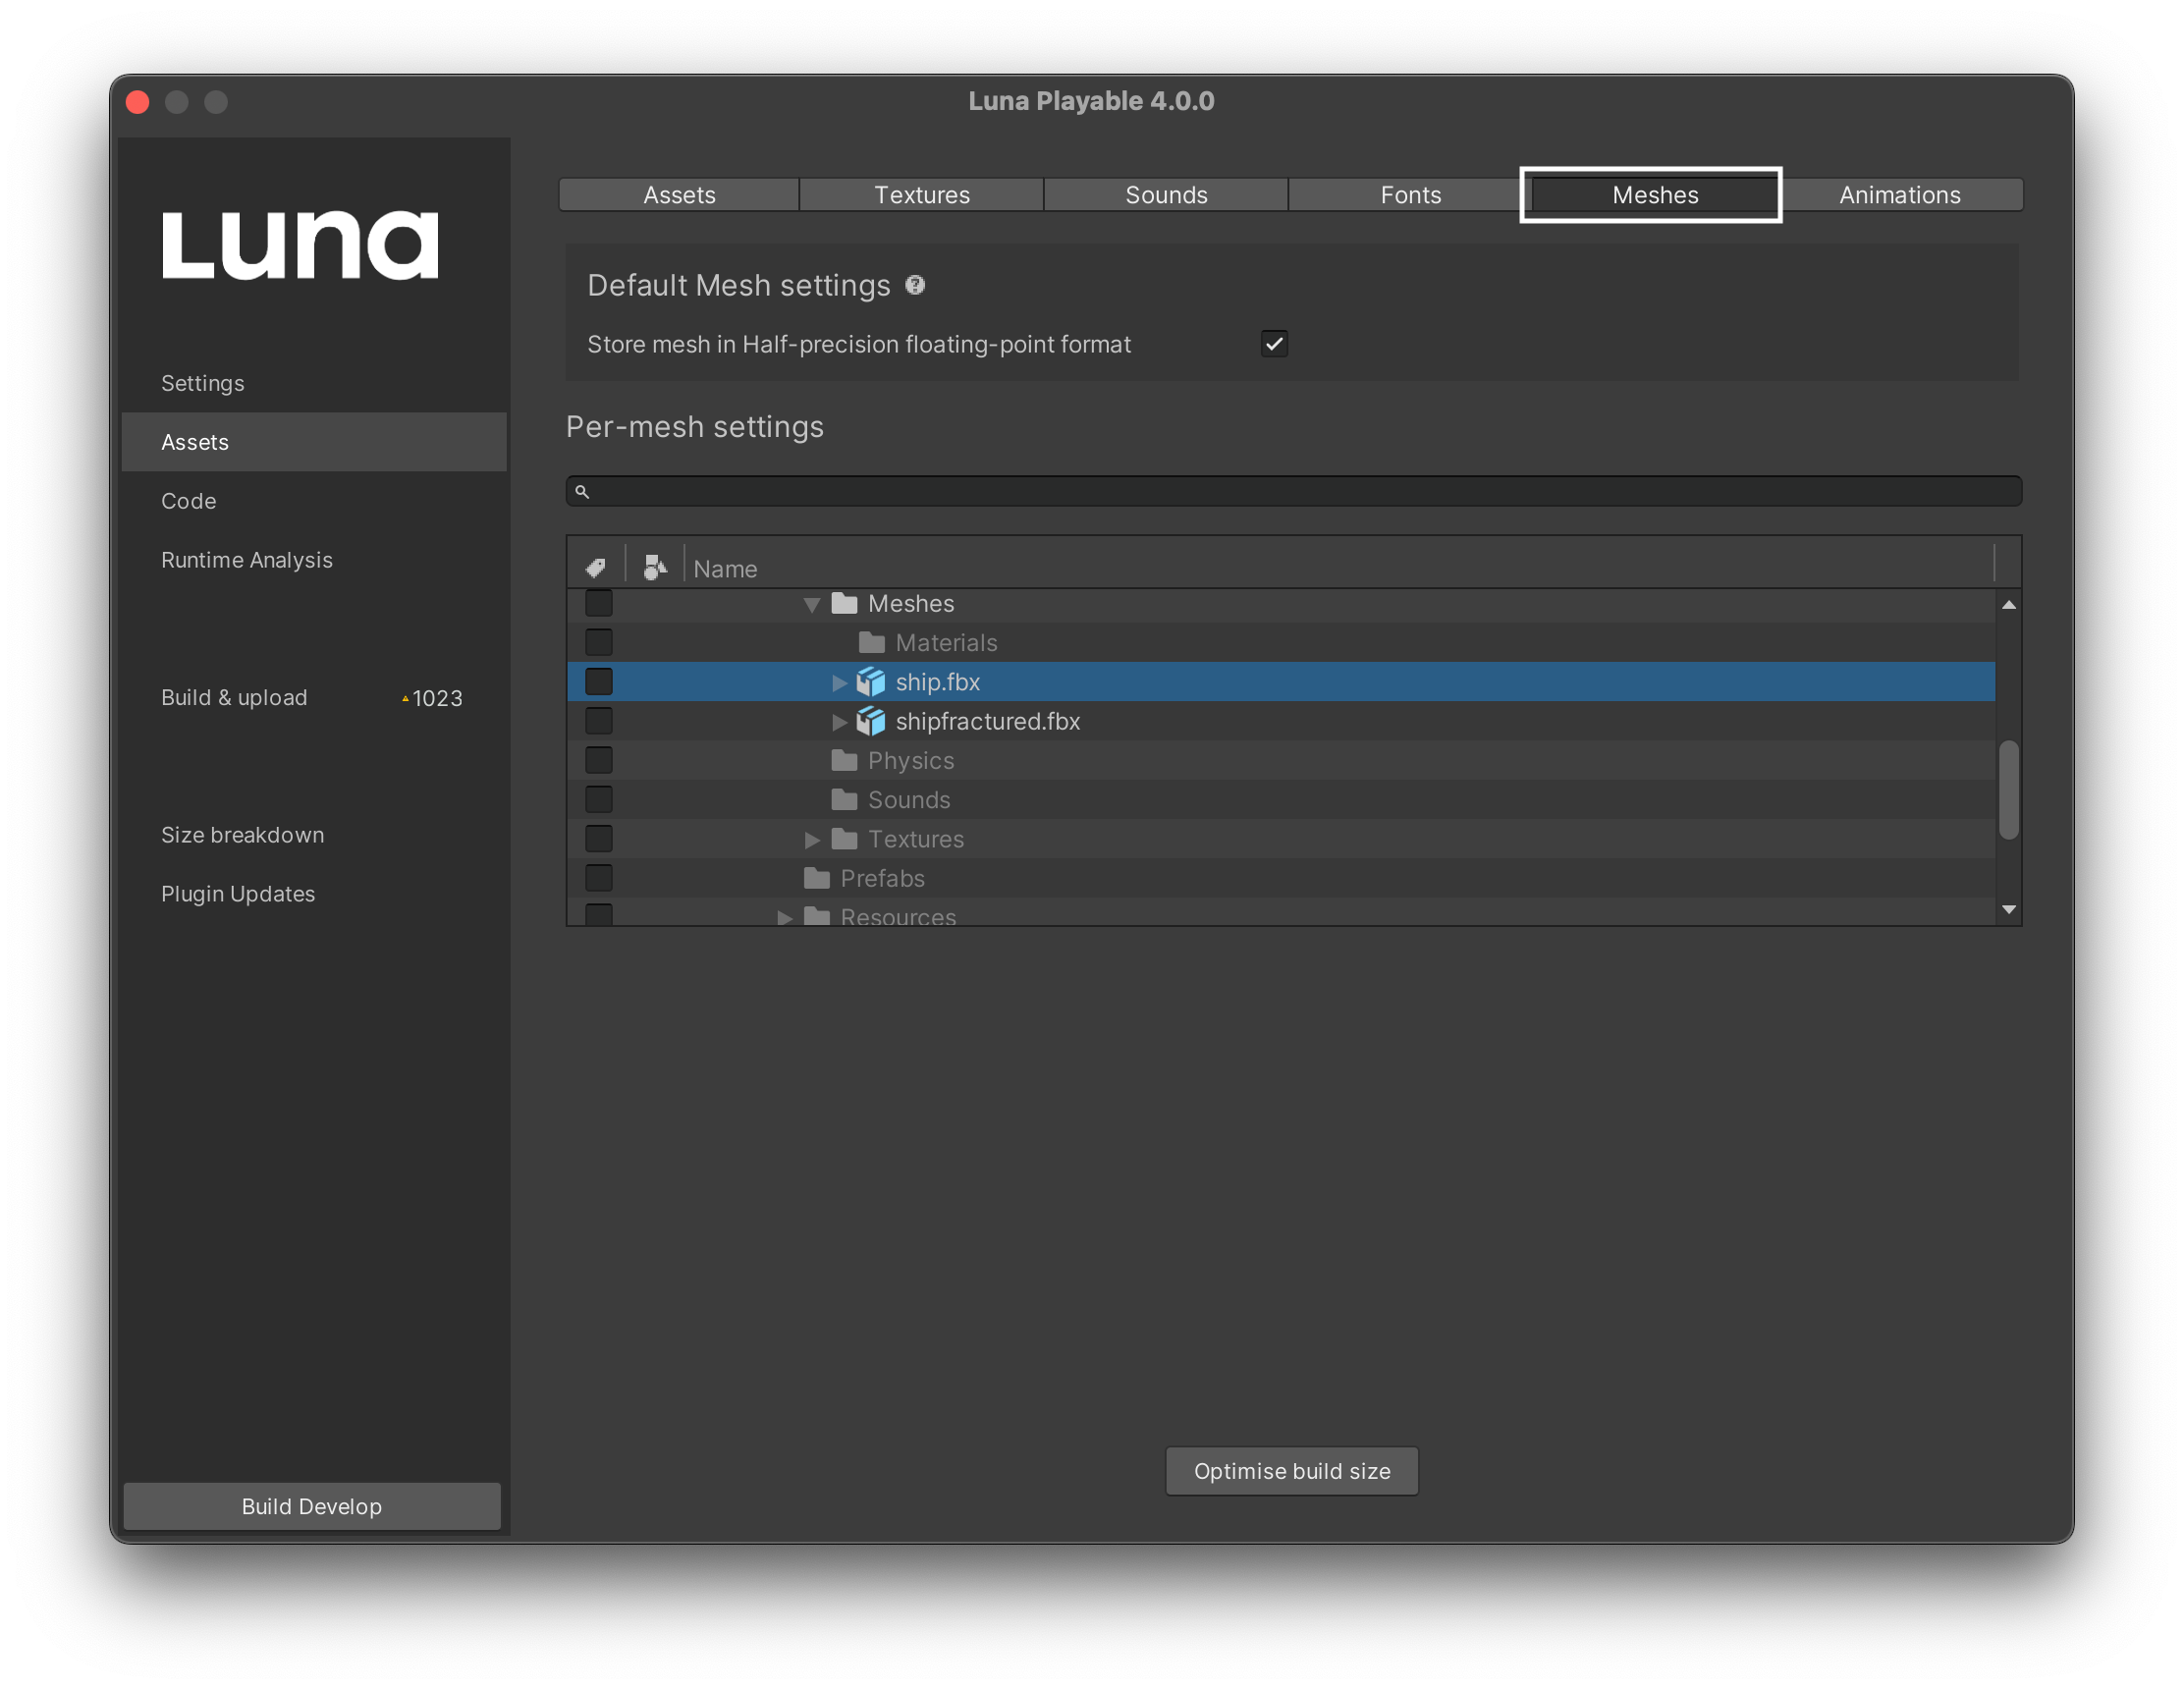 Luna Playable 4.0.0
Luna
Settings
Assets
Code
Runtime Analysis
Build & upload 1023
Size breakdown
Plugin Updates
Build Develop
Assets Textures Sounds Fonts Meshes Animations
Default Mesh settings
Store mesh in Half-precision floating-point format
Per-mesh settings
Name
Meshes
Materials
ship.fbx
shipfractured.fbx
Physics
Sounds
Textures
Prefabs
Resources
Optimise build size